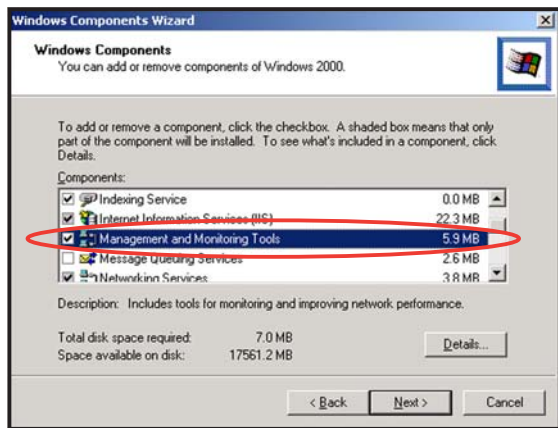 Windows Components Wizard
Windows Components
You can add or remove components of Windows 2000.
To add or remove a component, click the checkbox. A shaded box means that only
part of the component will be installed. To see what's included in a component, click
Details.
Components:
Indexing Service 0.0 MB
Internet Information Services (IIS) 22.3 MB
Management and Monitoring Tools 5.9 MB
Message Queuing Services 2.6 MB
Networking Services 3.8 MB
Description: Includes tools for monitoring and improving network performance.
Total disk space required: 7.0 MB
Space available on disk: 17561.2 MB
Details...
< Back Next > Cancel